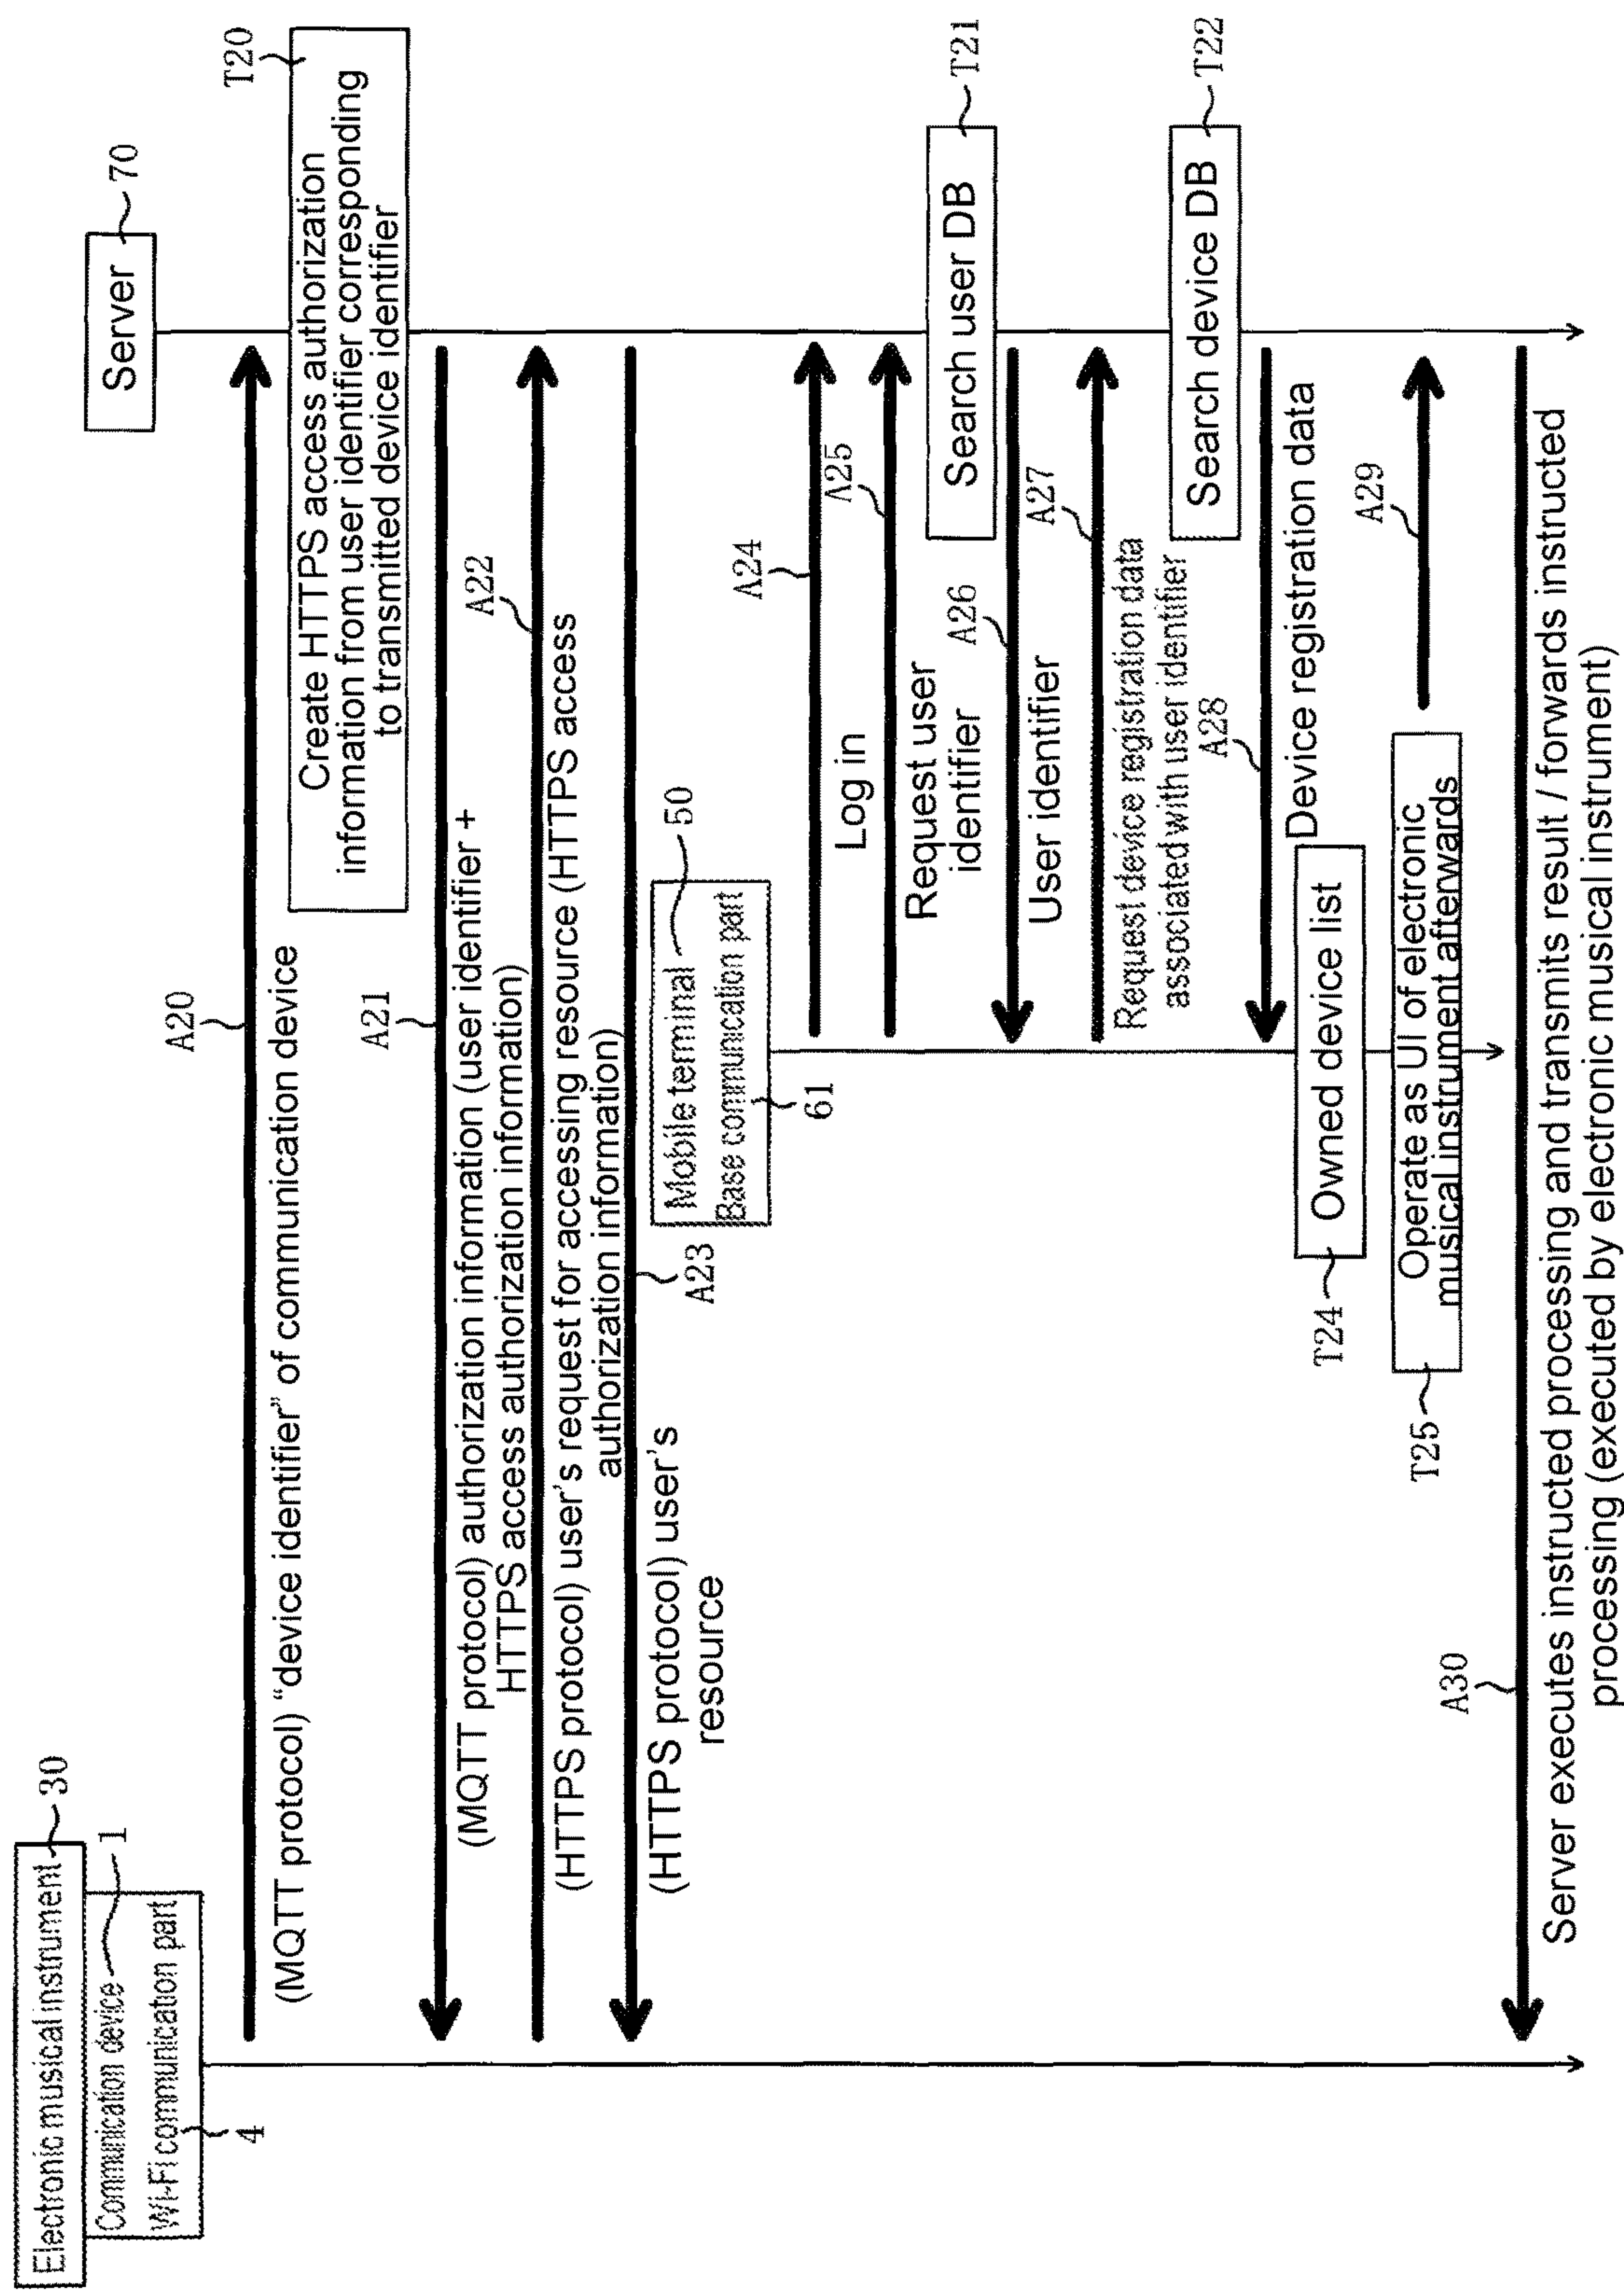 Electronic musical instrument
30
Communication device
1
Wi-Fi communication part
4
Server
70
A20
(MQTT protocol) “device identifier” of communication device
T20
Create HTTPS access authorization
information from user identifier corresponding
to transmitted device identifier
A21
(MQTT protocol) authorization information (user identifier +
HTTPS access authorization information)
A22
(HTTPS protocol) user's request for accessing resource (HTTPS access
authorization information)
A23
(HTTPS protocol) user's
resource
Mobile terminal
50
Base communication part
61
A24
Log in
A25
Request user
identifier
Search user DB
T21
A26
User identifier
A27
Request device registration data
associated with user identifier
Search device DB
T22
A28
Device registration data
Owned device list
T24
Operate as UI of electronic
musical instrument afterwards
T25
A29
A30
Server executes instructed processing and transmits result / forwards instructed
processing (executed by electronic musical instrument)